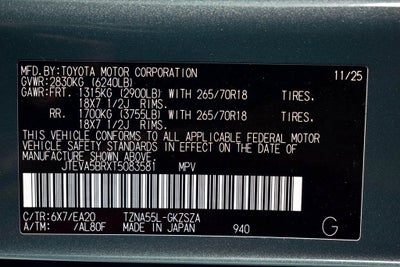 MFD.BY:TOYOTA MOTOR CORPORATION 11/25
GVWR:2830KG (6240LB)
GAWR:FRT. 1315KG (2900LB) WITH 265/70R18 TIRES.
18X7 1/2J RIMS.
RR. 1700KG (3755LB) WITH 265/70R18 TIRES.
18X7 1/2J RIMS.
THIS VEHICLE CONFORMS TO ALL APPLICABLE FEDERAL MOTOR
VEHICLE SAFETY STANDARDS IN EFFECT ON THE DATE OF
MANUFACTURE SHOWN ABOVE.
JTEVA5BRXT5083581 MPV
C/TR:6X7/EA20 TZNA55L-GKZSZA
A/TM: /AL80F MADE IN JAPAN 940 G